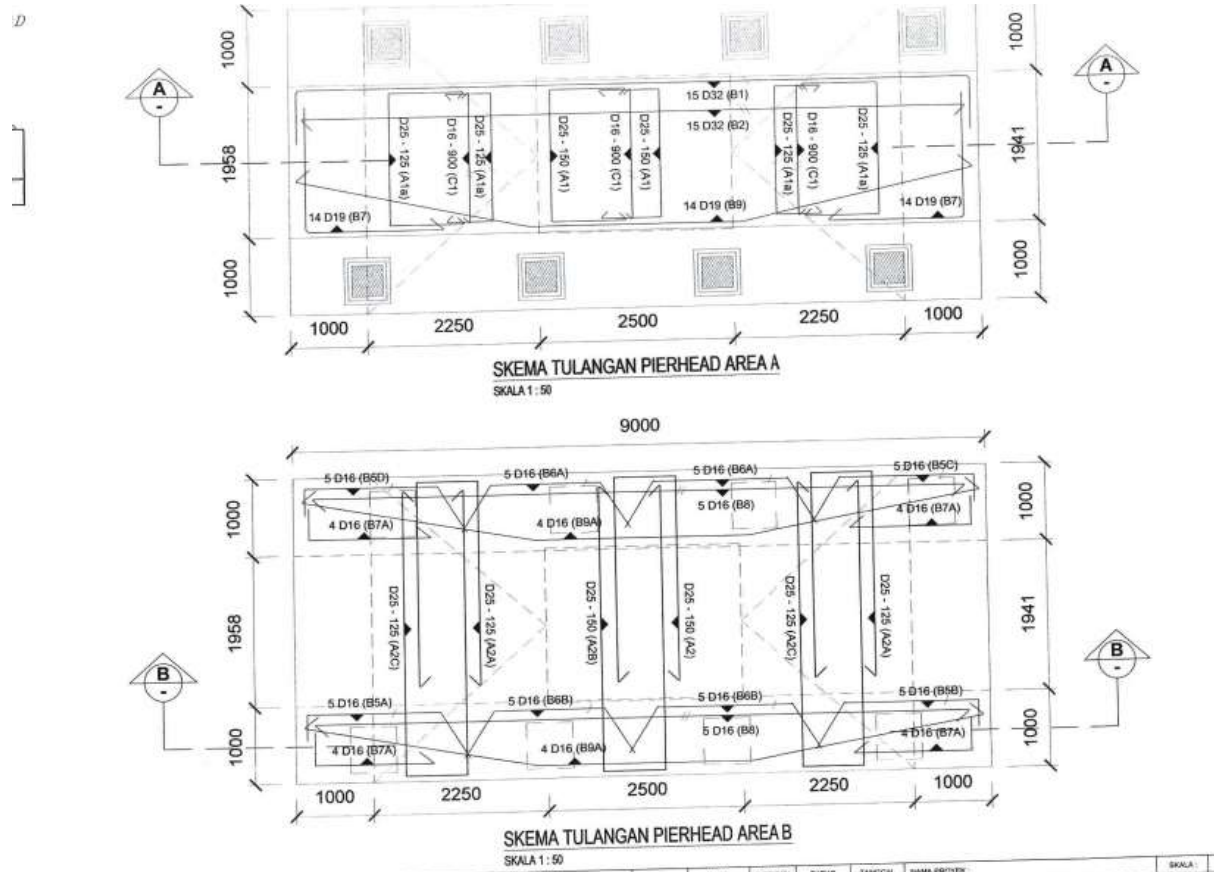 D
1000
1000
A
-
A
-
15 D32 (B1)
15 D32 (B2)
D25 - 125 (A1a)
D16 - 900 (C1)
D25 - 125 (A1a)
D25 - 150 (A1)
D16 - 900 (C1)
D25 - 150 (A1)
D25 - 125 (A1a)
D16 - 900 (C1)
D25 - 125 (A1a)
1958
1941
14 D19 (B7)
14 D19 (B9)
14 D19 (B7)
1000
1000
1000
2250
2500
2250
1000
SKEMA TULANGAN PIERHEAD AREA A
SKALA 1 : 50
9000
5 D16 (B5D)
5 D16 (B6A)
5 D16 (B6A)
5 D16 (B5C)
5 D16 (B8)
1000
1000
4 D16 (B7A)
4 D16 (B9A)
4 D16 (B7A)
D25 - 125 (A2C)
D25 - 125 (A2A)
D25 - 150 (A2B)
D25 - 150 (A2)
D25 - 125 (A2C)
D25 - 125 (A2A)
1958
1941
B
-
B
-
5 D16 (B5A)
5 D16 (B6B)
5 D16 (B6B)
5 D16 (B5B)
5 D16 (B8)
1000
1000
4 D16 (B7A)
4 D16 (B9A)
4 D16 (B7A)
1000
2250
2500
2250
1000
SKEMA TULANGAN PIERHEAD AREA B
SKALA 1 : 50
SKALA :